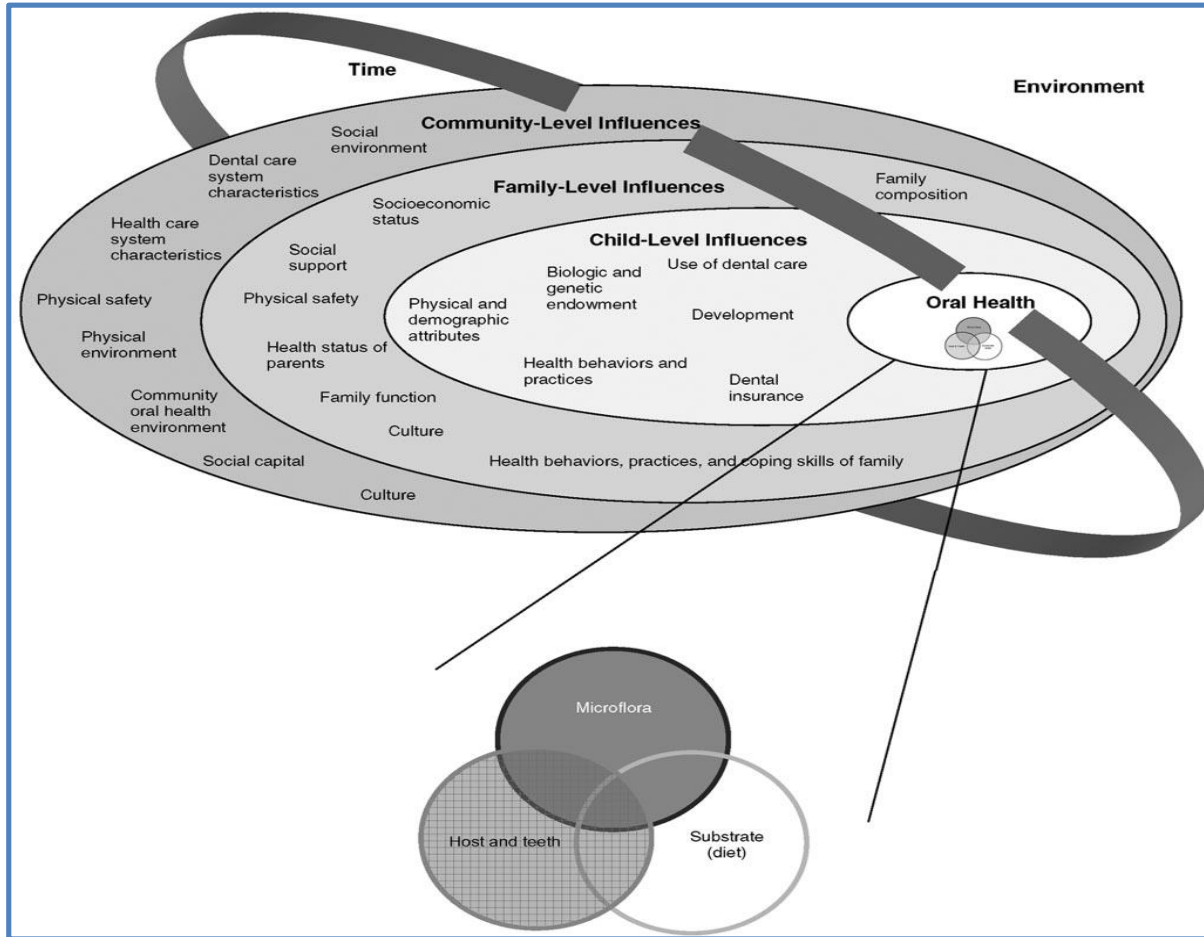 Time
Environment
Community-Level Influences
Social
environment
Dental care
system
characteristics
Health care
system
characteristics
Physical safety
Physical
environment
Community
oral health
environment
Social capital
Culture
Family-Level Influences
Family
composition
Socioeconomic
status
Social
support
Physical safety
Health status of
parents
Family function
Culture
Health behaviors, practices, and coping skills of family
Child-Level Influences
Use of dental care
Biologic and
genetic
endowment
Physical and
demographic
attributes
Development
Health behaviors and
practices
Dental
insurance
Oral Health
Microflora
Host and teeth
Substrate
(diet)